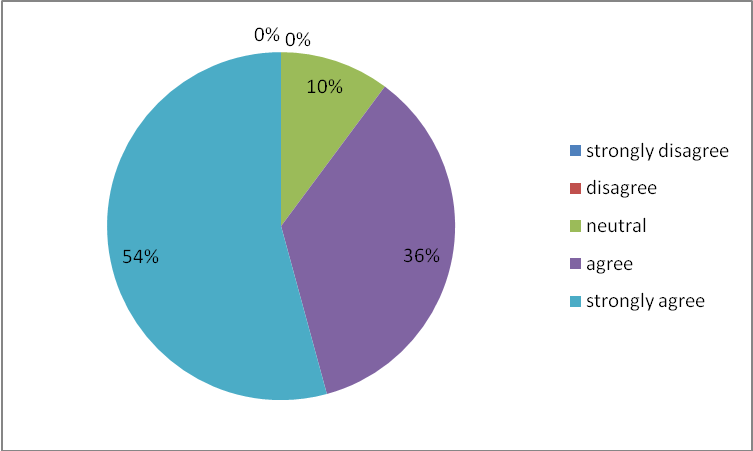 0% 0%
10%
54%
36%
strongly disagree
disagree
neutral
agree
strongly agree